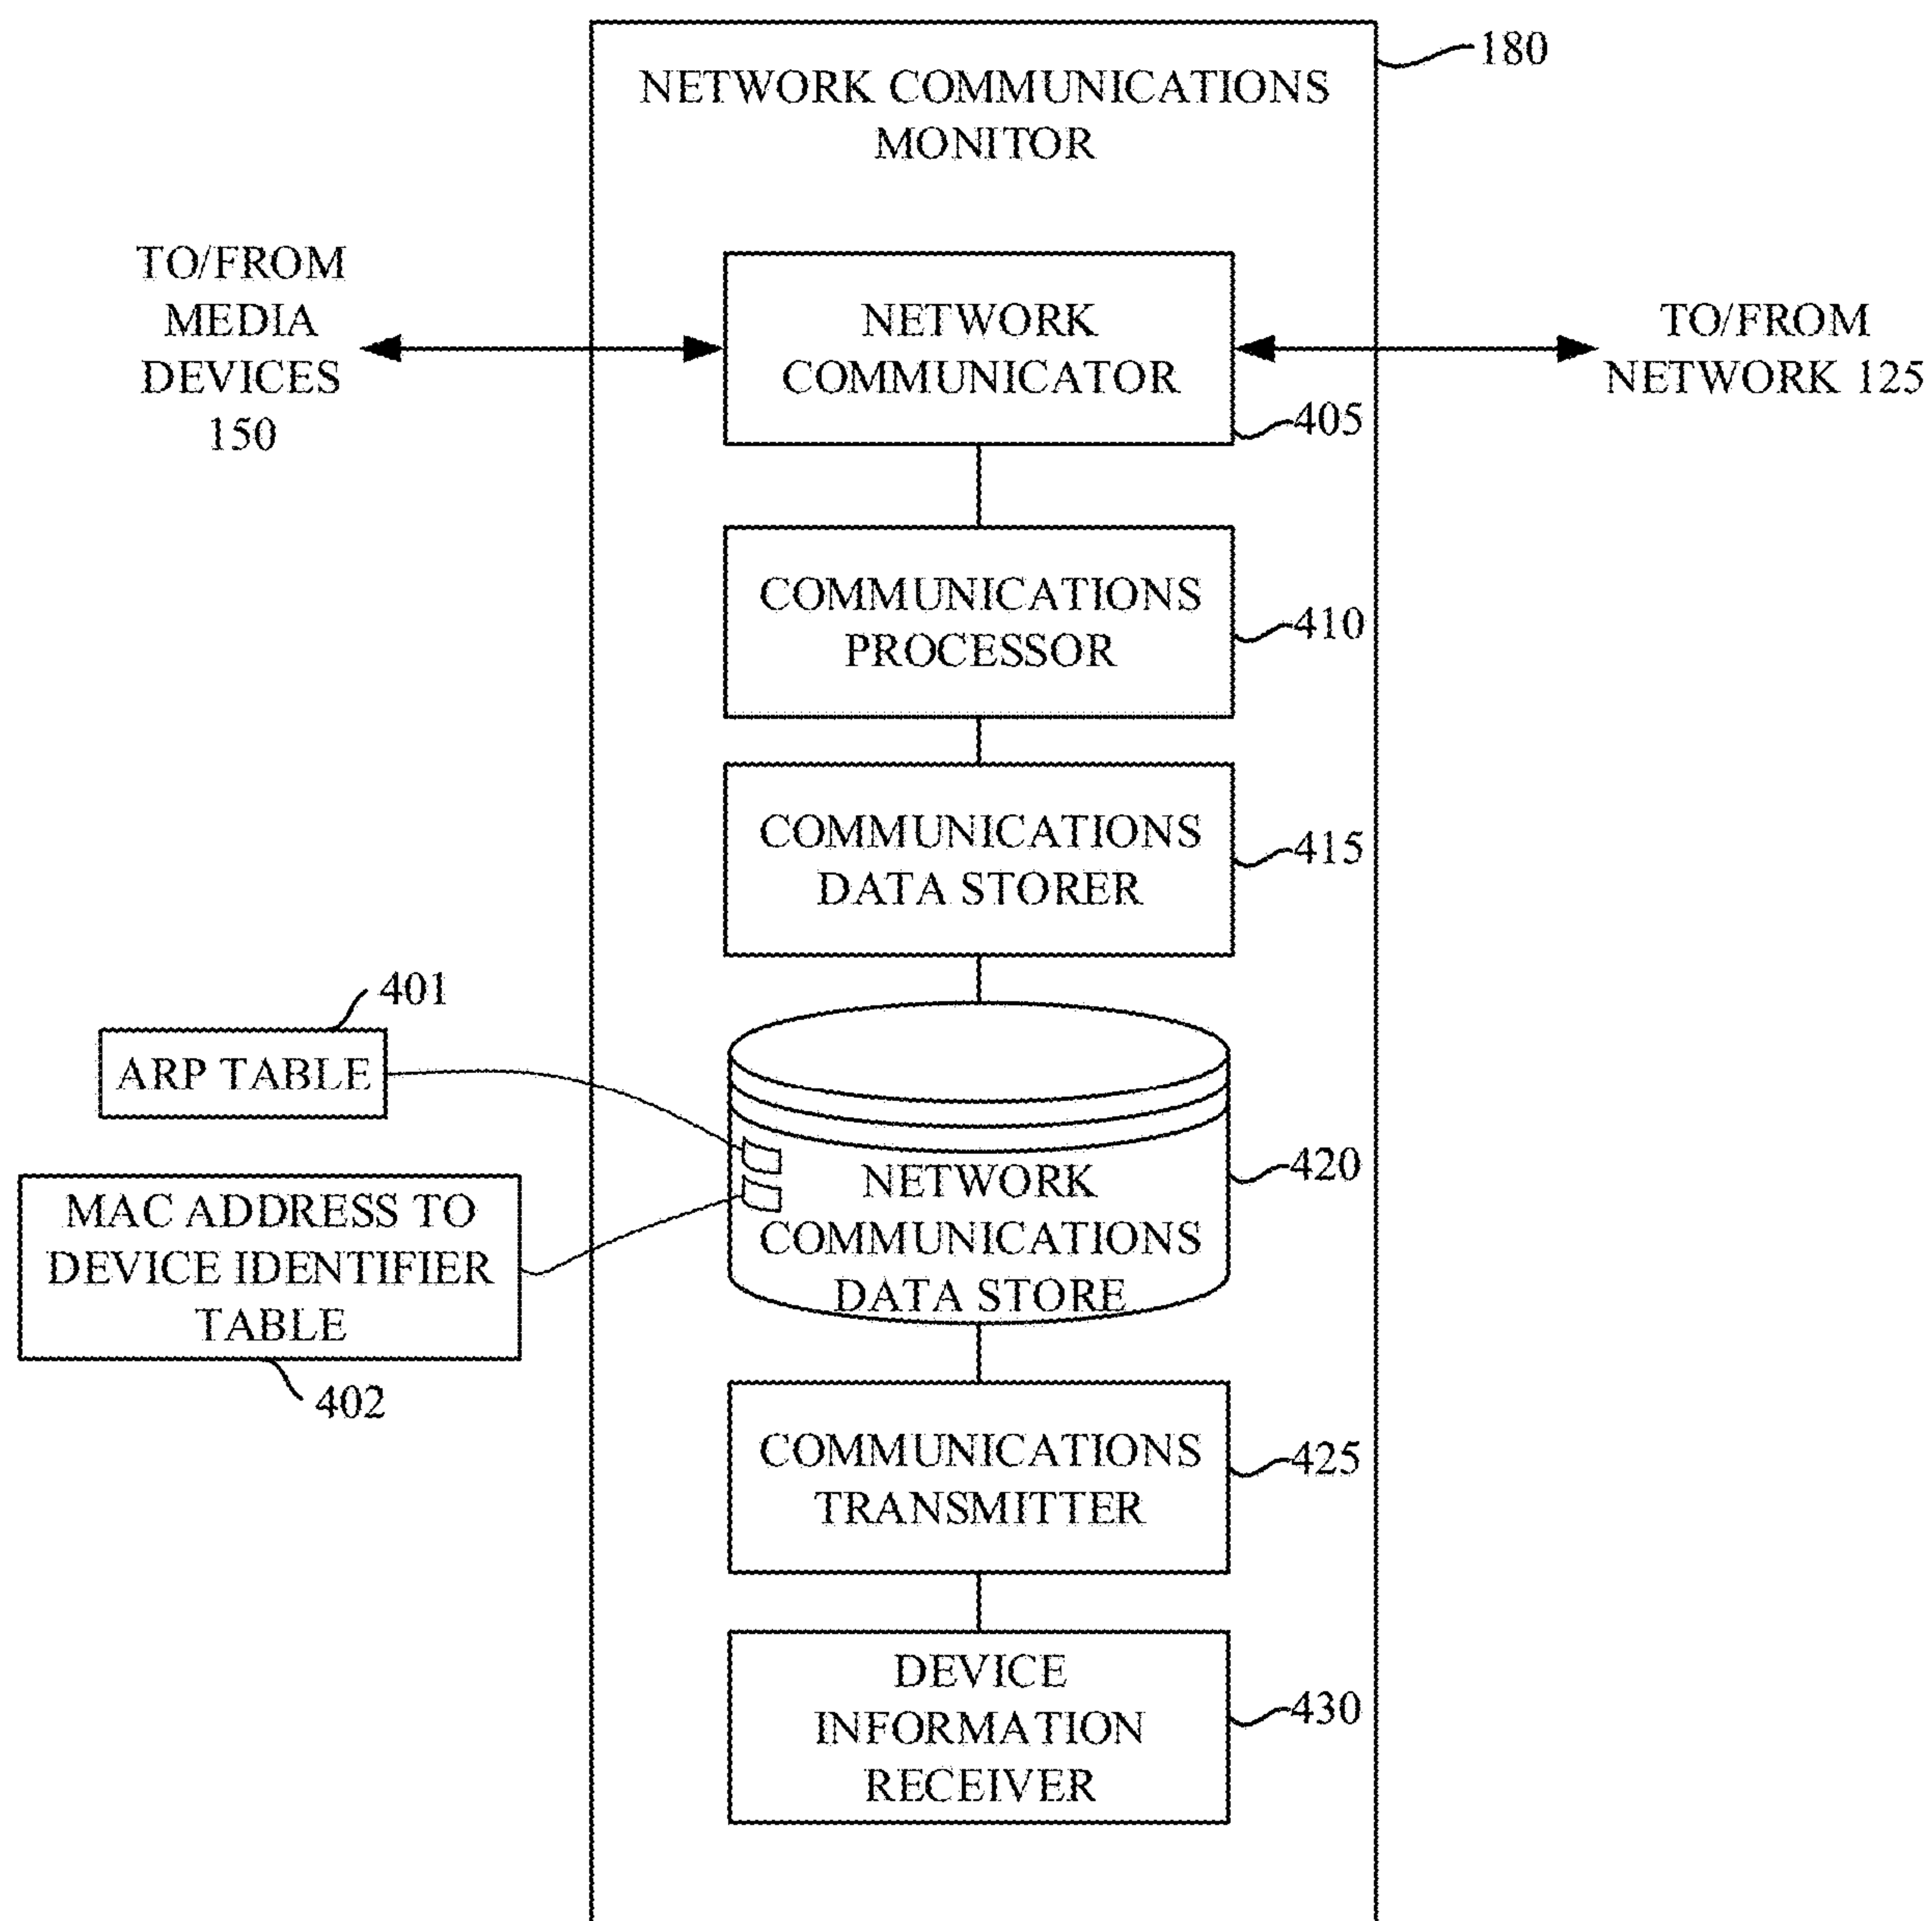 180
NETWORK COMMUNICATIONS
MONITOR
TO/FROM
MEDIA
DEVICES
150
NETWORK
COMMUNICATOR
405
TO/FROM
NETWORK 125
COMMUNICATIONS
PROCESSOR
410
COMMUNICATIONS
DATA STORER
415
401
ARP TABLE
MAC ADDRESS TO
DEVICE IDENTIFIER
TABLE
402
NETWORK
COMMUNICATIONS
DATA STORE
420
COMMUNICATIONS
TRANSMITTER
425
DEVICE
INFORMATION
RECEIVER
430